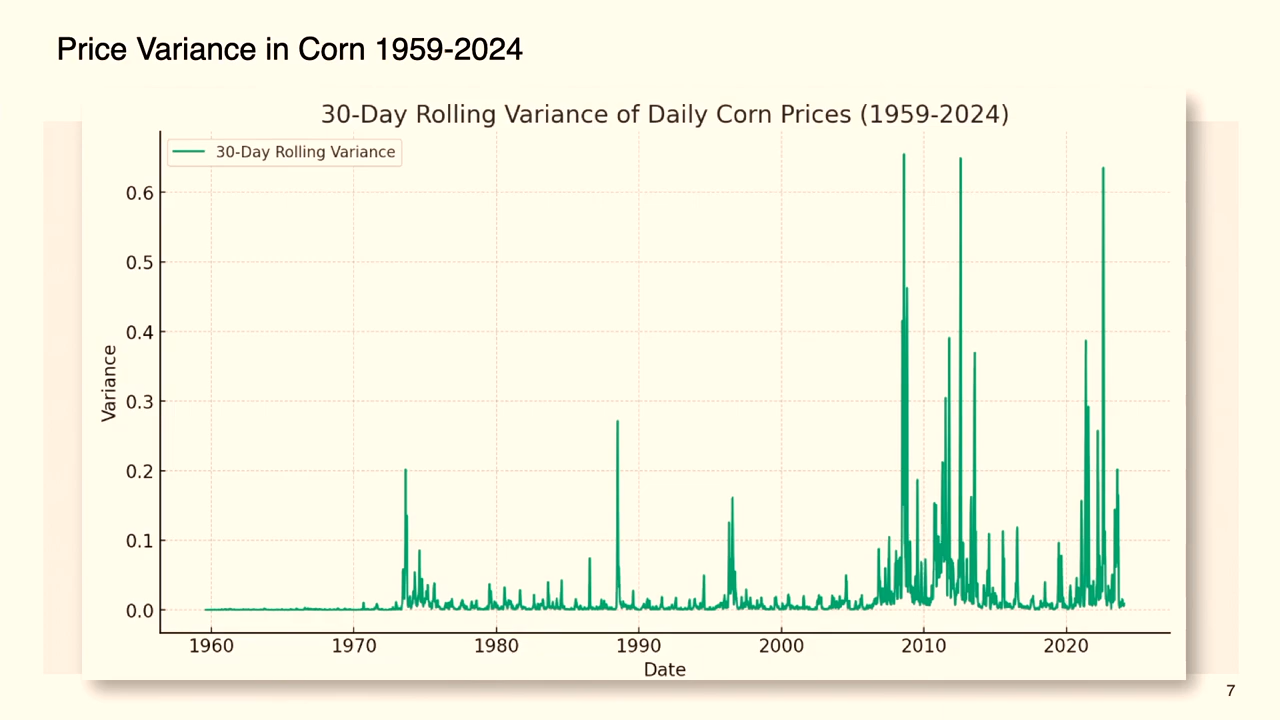 Price Variance in Corn 1959-2024
30-Day Rolling Variance of Daily Corn Prices (1959-2024)
30-Day Rolling Variance
0.6
0.5
0.4
0.3
0.2
0.1
0.0
Variance
1960 1970 1980 1990 2000 2010 2020
Date
7